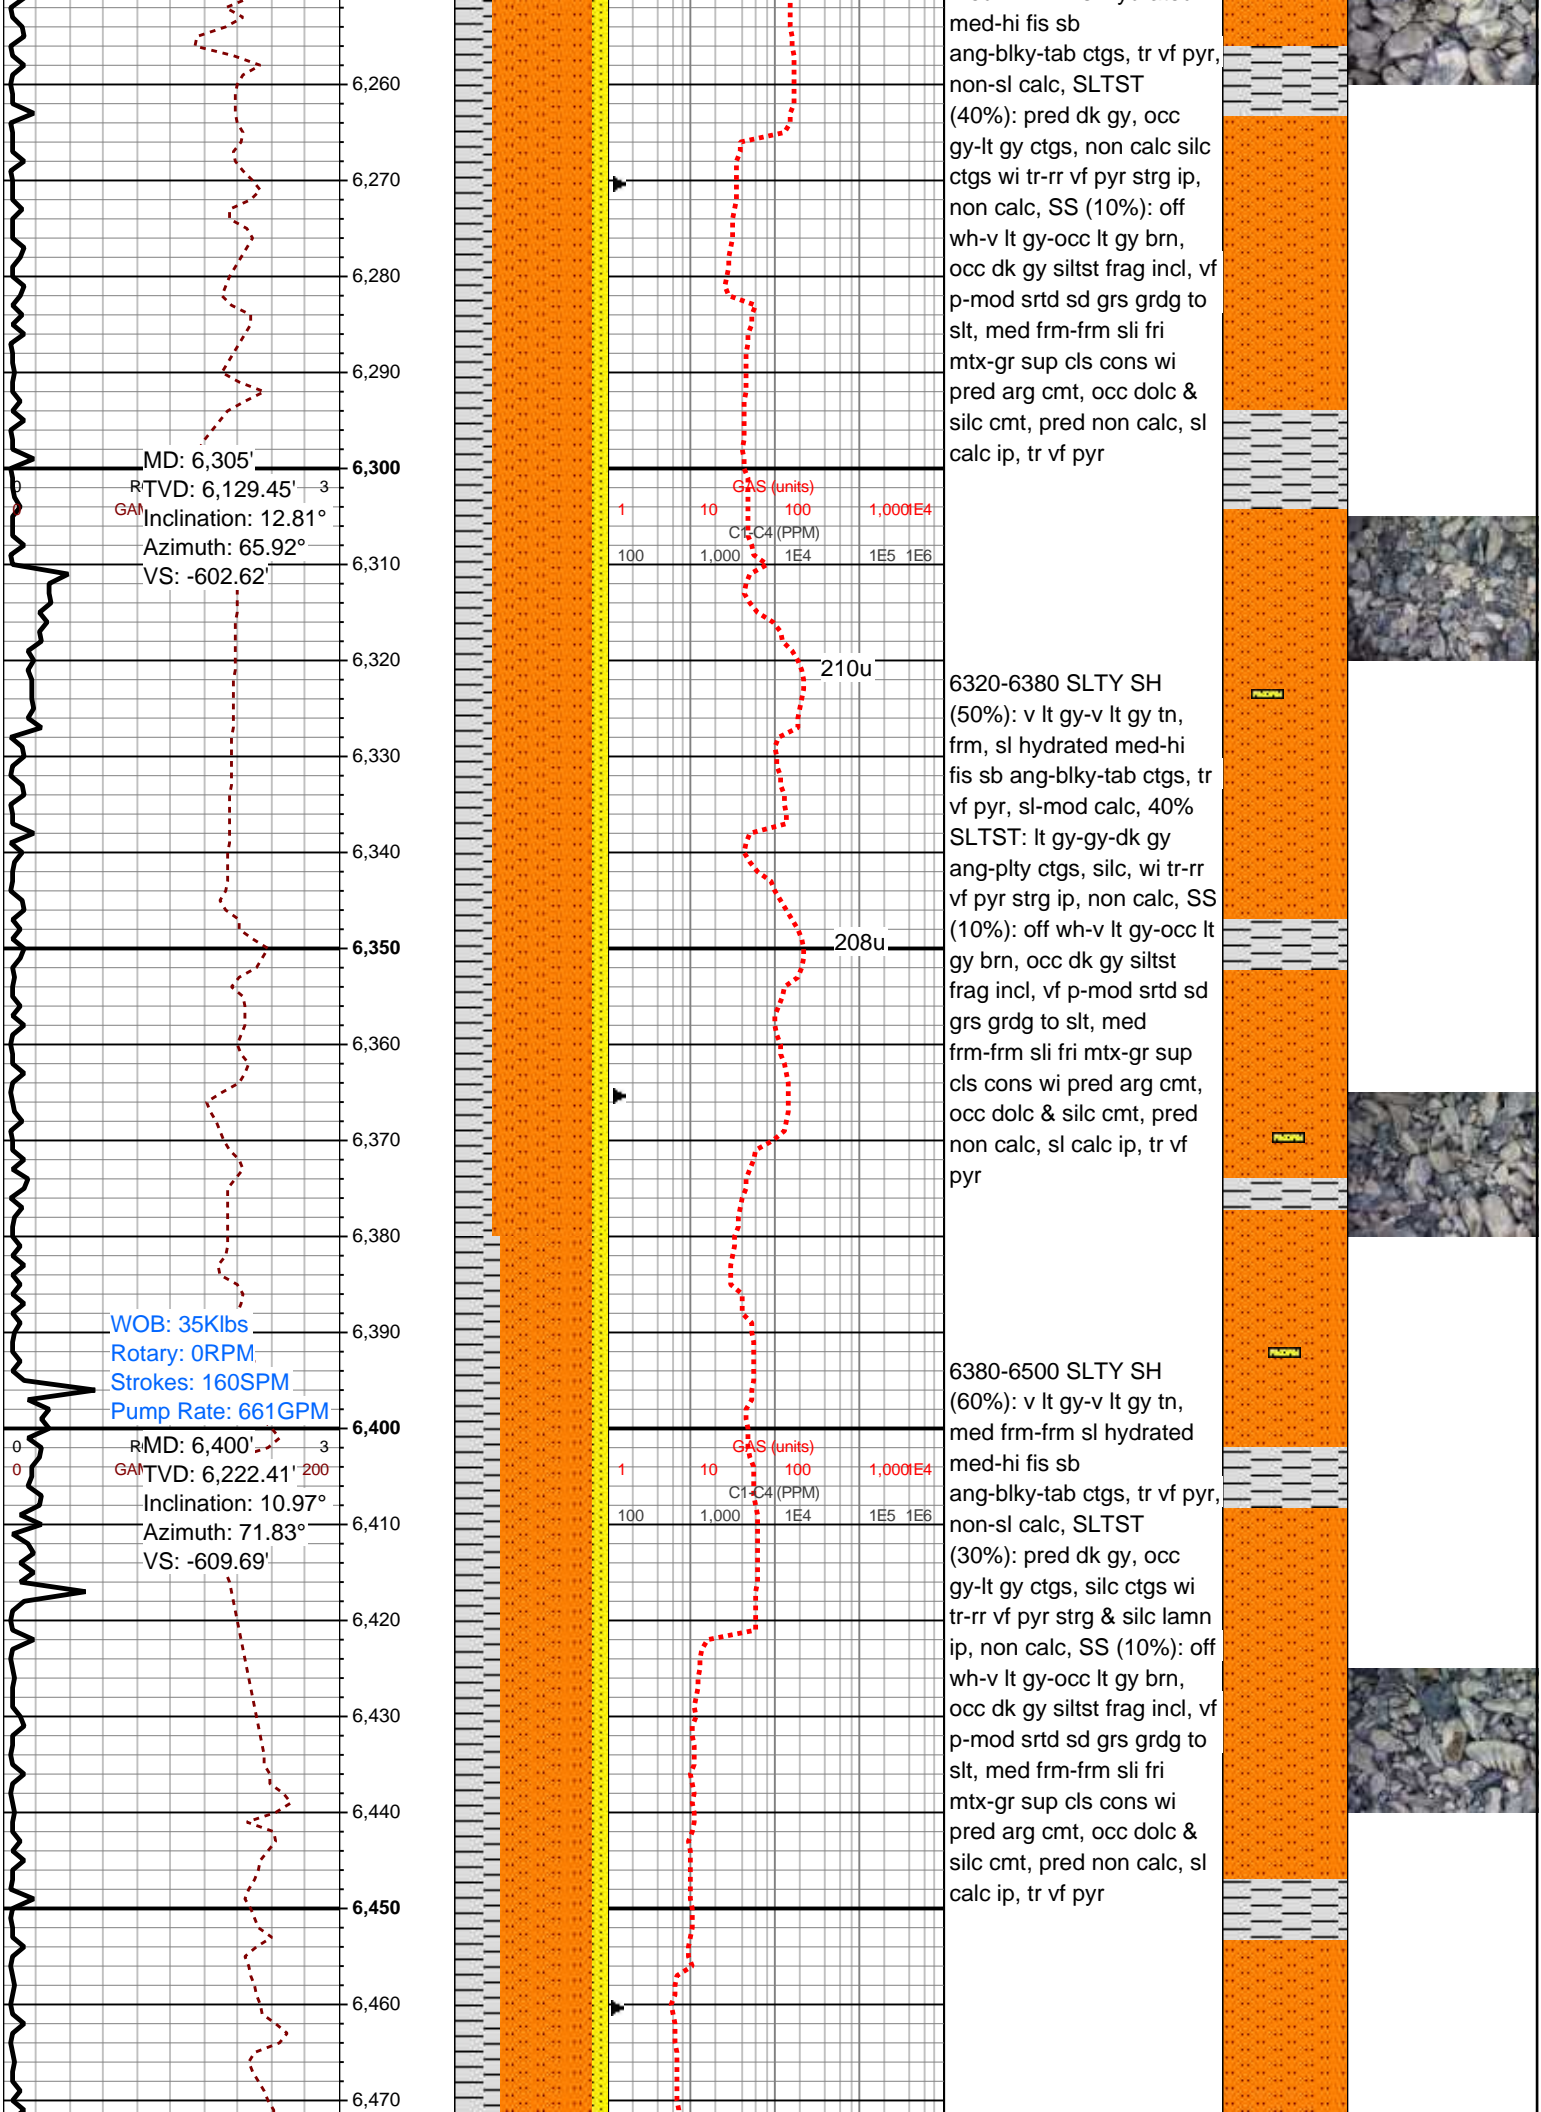 med-hi fis sb
ang-blky-tab ctgs, tr vf pyr,
non-sl calc, SLTST
(40%): pred dk gy, occ
gy-lt gy ctgs, non calc silc
ctgs wi tr-rr vf pyr strg ip,
non calc, SS (10%): off
wh-v lt gy-occ lt gy brn,
occ dk gy siltst frag incl, vf
p-mod srtd sd grs grdg to
slt, med frm-frm sli fri
mtx-gr sup cls cons wi
pred arg cmt, occ dolc &
silc cmt, pred non calc, sl
calc ip, tr vf pyr
6,260
6,270
6,280
6,290
6,300
MD: 6,305'
TVD: 6,129.45'
Inclination: 12.81°
Azimuth: 65.92°
VS: -602.62'
0 3
GAS (units)
1 10 100 1,000 1E4
C1-C4 (PPM)
100 1,000 1E4 1E5 1E6
6,310
6,320
210u
6,330
6,340
6,350
208u
6,360
6,370
6,380
6320-6380 SLTY SH
(50%): v lt gy-v lt gy tn,
frm, sl hydrated med-hi
fis sb ang-blky-tab ctgs, tr
vf pyr, sl-mod calc, 40%
SLTST: lt gy-gy-dk gy
ang-plty ctgs, silc, wi tr-rr
vf pyr strg ip, non calc, SS
(10%): off wh-v lt gy-occ lt
gy brn, occ dk gy siltst
frag incl, vf p-mod srtd sd
grs grdg to slt, med
frm-frm sli fri mtx-gr sup
cls cons wi pred arg cmt,
occ dolc & silc cmt, pred
non calc, sl calc ip, tr vf
pyr
WOB: 35Klbs
Rotary: 0RPM
Strokes: 160SPM
Pump Rate: 661GPM
6,390
6,400
MD: 6,400'
TVD: 6,222.41'
Inclination: 10.97°
Azimuth: 71.83°
VS: -609.69'
0 3
0 200
GAS (units)
1 10 100 1,000 1E4
C1-C4 (PPM)
100 1,000 1E4 1E5 1E6
6,410
6,420
6,430
6,440
6,450
6,460
6,470
6380-6500 SLTY SH
(60%): v lt gy-v lt gy tn,
med frm-frm sl hydrated
med-hi fis sb
ang-blky-tab ctgs, tr vf pyr,
non-sl calc, SLTST
(30%): pred dk gy, occ
gy-lt gy ctgs, silc ctgs wi
tr-rr vf pyr strg & silc lamn
ip, non calc, SS (10%): off
wh-v lt gy-occ lt gy brn,
occ dk gy siltst frag incl, vf
p-mod srtd sd grs grdg to
slt, med frm-frm sli fri
mtx-gr sup cls cons wi
pred arg cmt, occ dolc &
silc cmt, pred non calc, sl
calc ip, tr vf pyr